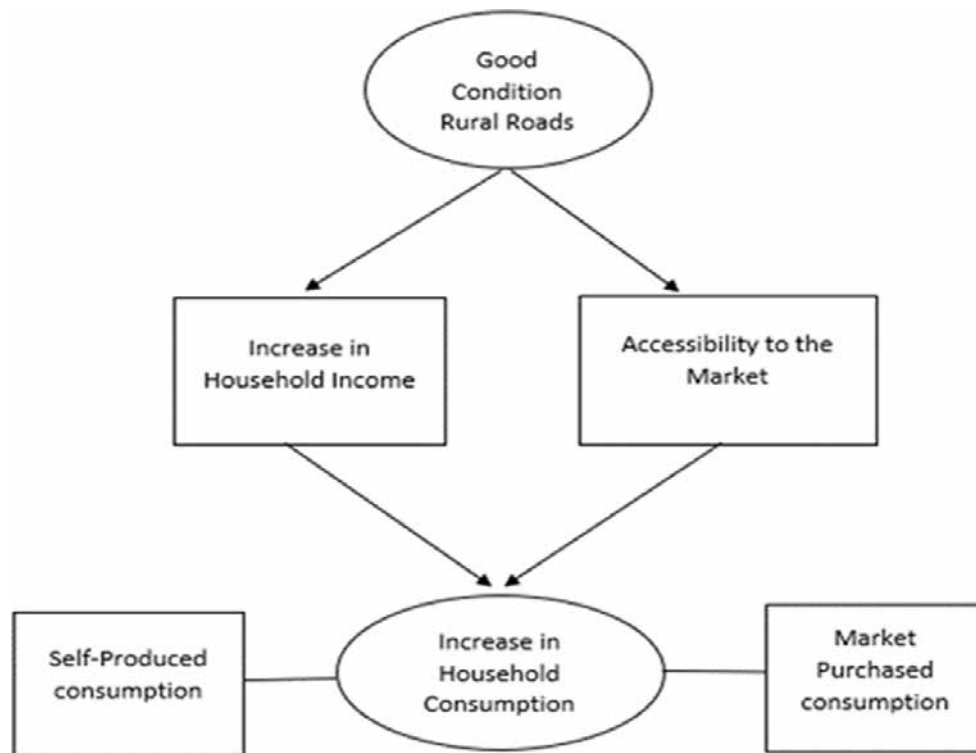 Good
Condition
Rural Roads
Increase in
Household Income
Accessibility to the
Market
Self-Produced
consumption
Increase in
Household
Consumption
Market
Purchased
consumption